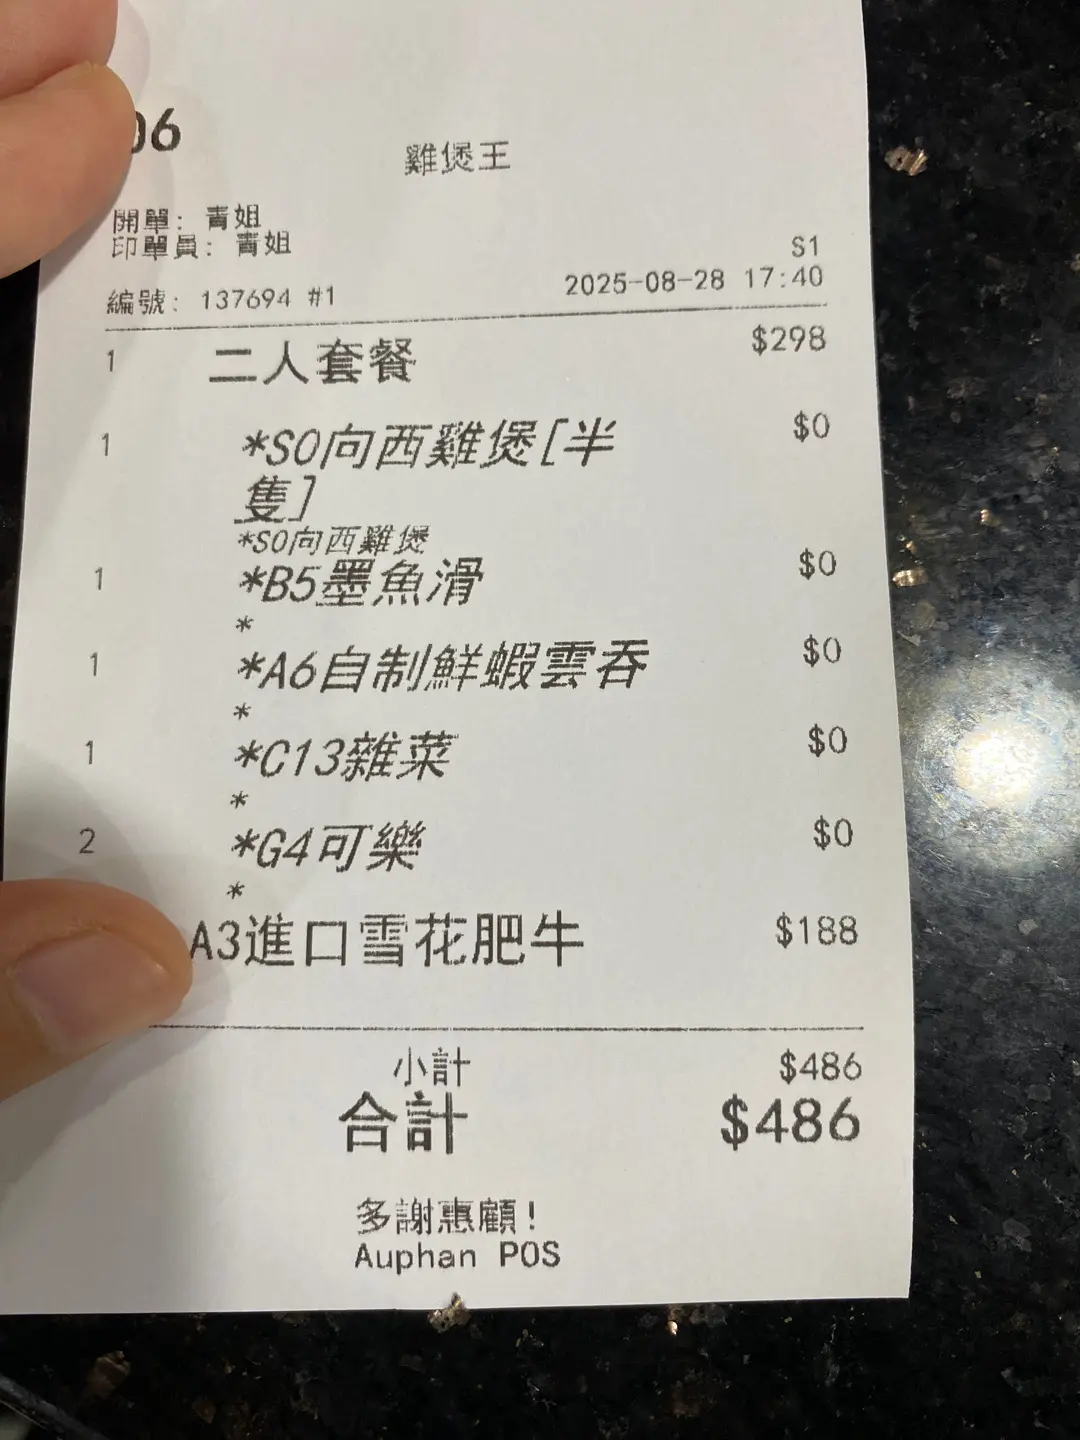 06
雞煲王
開單: 青姐
印單員: 青姐
S1
編號: 137694 #1 2025-08-28 17:40
1 二人套餐 $298
1 *S0向西雞煲[半 $0
隻]
*S0向西雞煲
1 *B5墨魚滑 $0
*
1 *A6自制鮮蝦雲吞 $0
*
1 *C13雜菜 $0
*
2 *G4可樂 $0
*
A3進口雪花肥牛 $188
小計 $486
合計 $486
多謝惠顧!
Auphan POS